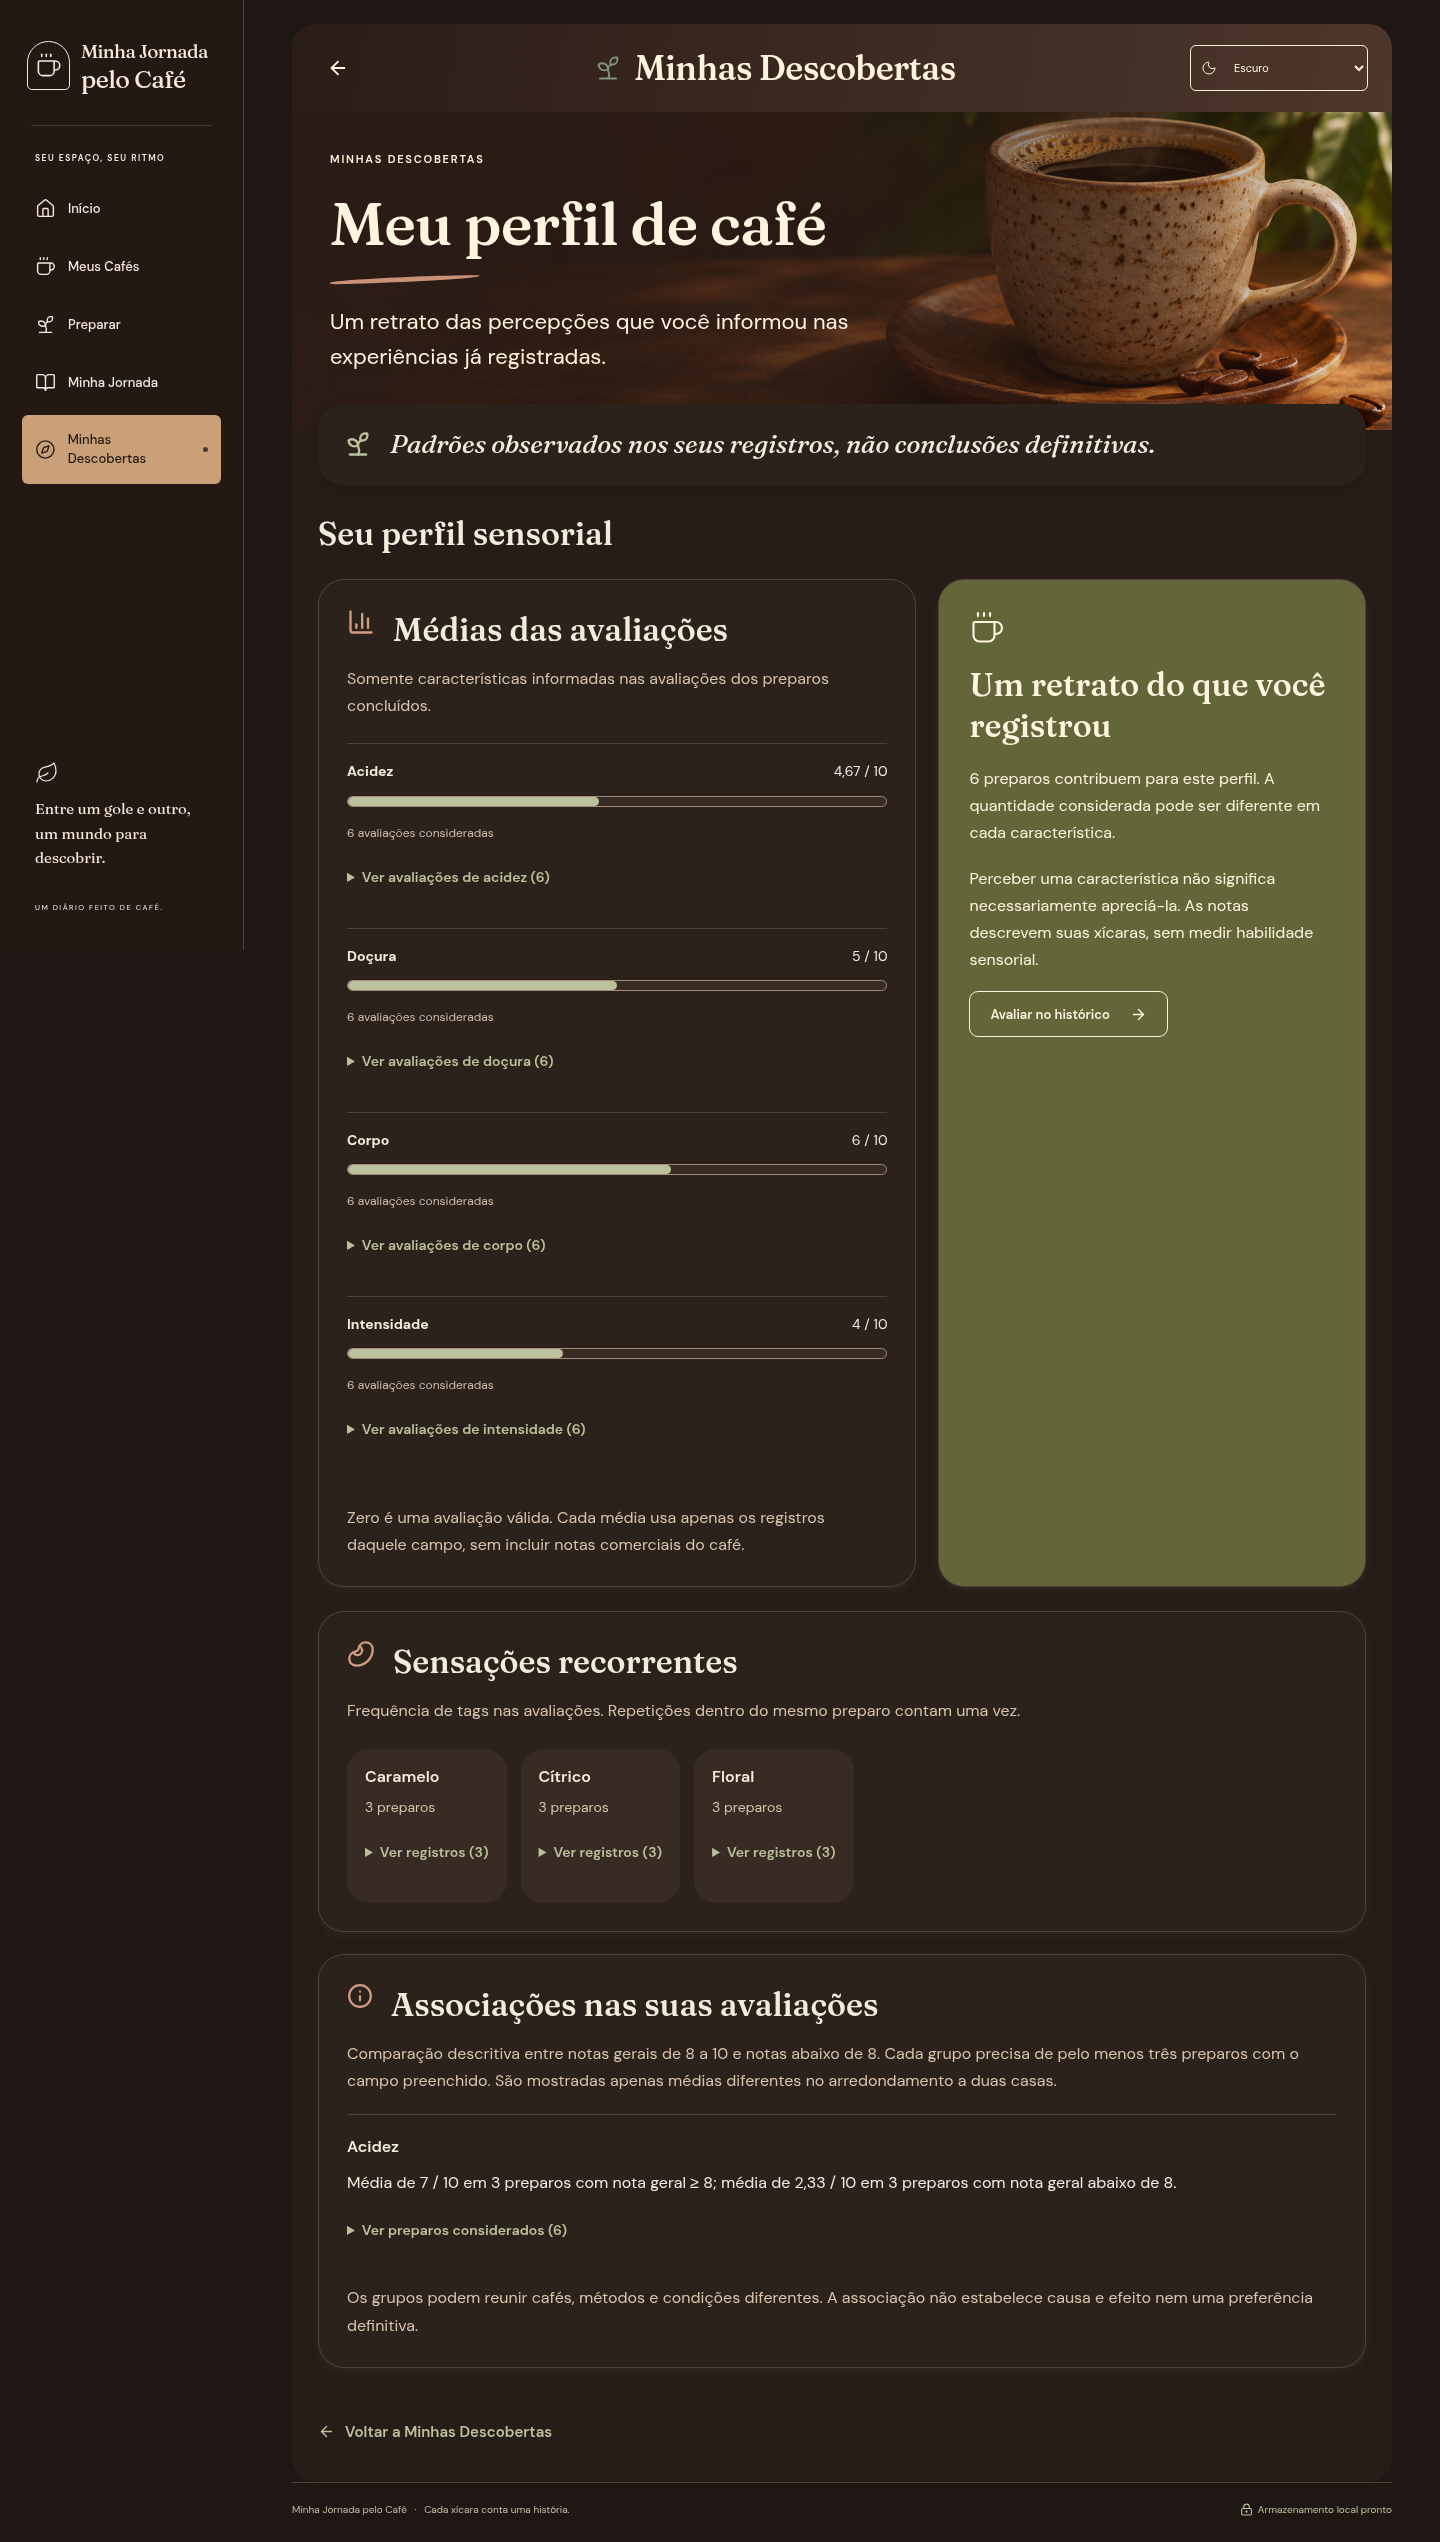 Minha Jornada
pelo Café
SEU ESPAÇO, SEU RITMO
Início
Meus Cafés
Preparar
Minha Jornada
Minhas
Descobertas
Entre um gole e outro,
um mundo para
descobrir.
UM DIÁRIO FEITO DE CAFÉ.
Minhas Descobertas
Escuro
MINHAS DESCOBERTAS
Meu perfil de café
Um retrato das percepções que você informou nas
experiências já registradas.
Padrões observados nos seus registros, não conclusões definitivas.
Seu perfil sensorial
Médias das avaliações
Somente características informadas nas avaliações dos preparos
concluídos.
Acidez 4,67 / 10
6 avaliações consideradas
Ver avaliações de acidez (6)
Doçura 5 / 10
6 avaliações consideradas
Ver avaliações de doçura (6)
Corpo 6 / 10
6 avaliações consideradas
Ver avaliações de corpo (6)
Intensidade 4 / 10
6 avaliações consideradas
Ver avaliações de intensidade (6)
Zero é uma avaliação válida. Cada média usa apenas os registros
daquele campo, sem incluir notas comerciais do café.
Um retrato do que você
registrou
6 preparos contribuem para este perfil. A
quantidade considerada pode ser diferente em
cada característica.
Perceber uma característica não significa
necessariamente apreciá-la. As notas
descrevem suas xícaras, sem medir habilidade
sensorial.
Avaliar no histórico
Sensações recorrentes
Frequência de tags nas avaliações. Repetições dentro do mesmo preparo contam uma vez.
Caramelo
3 preparos
Ver registros (3)
Cítrico
3 preparos
Ver registros (3)
Floral
3 preparos
Ver registros (3)
Associações nas suas avaliações
Comparação descritiva entre notas gerais de 8 a 10 e notas abaixo de 8. Cada grupo precisa de pelo menos três preparos com o
campo preenchido. São mostradas apenas médias diferentes no arredondamento a duas casas.
Acidez
Média de 7 / 10 em 3 preparos com nota geral ≥ 8; média de 2,33 / 10 em 3 preparos com nota geral abaixo de 8.
Ver preparos considerados (6)
Os grupos podem reunir cafés, métodos e condições diferentes. A associação não estabelece causa e efeito nem uma preferência
definitiva.
Voltar a Minhas Descobertas
Minha Jornada pelo Café · Cada xícara conta uma história.
Armazenamento local pronto